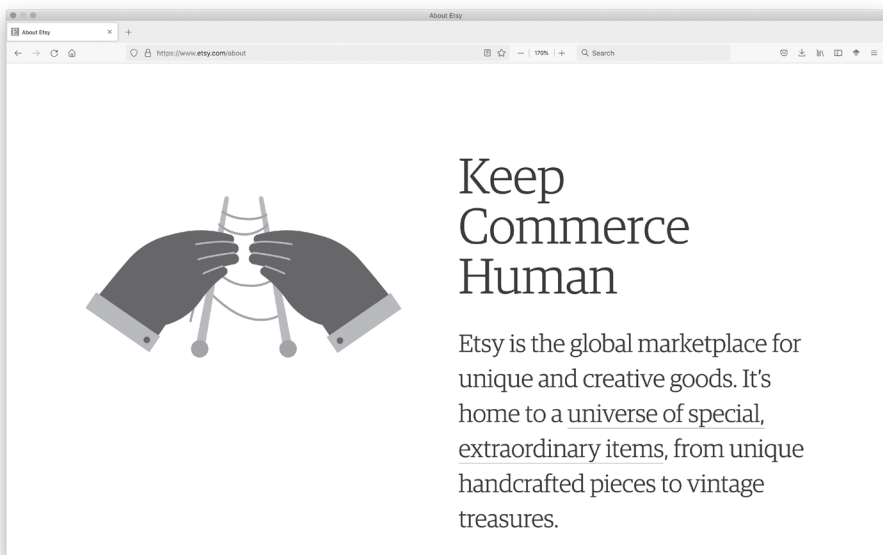 About Etsy
About Etsy
https://www.etsy.com/about
170%
Search
Keep
Commerce
Human
Etsy is the global marketplace for
unique and creative goods. It's
home to a universe of special,
extraordinary items, from unique
handcrafted pieces to vintage
treasures.